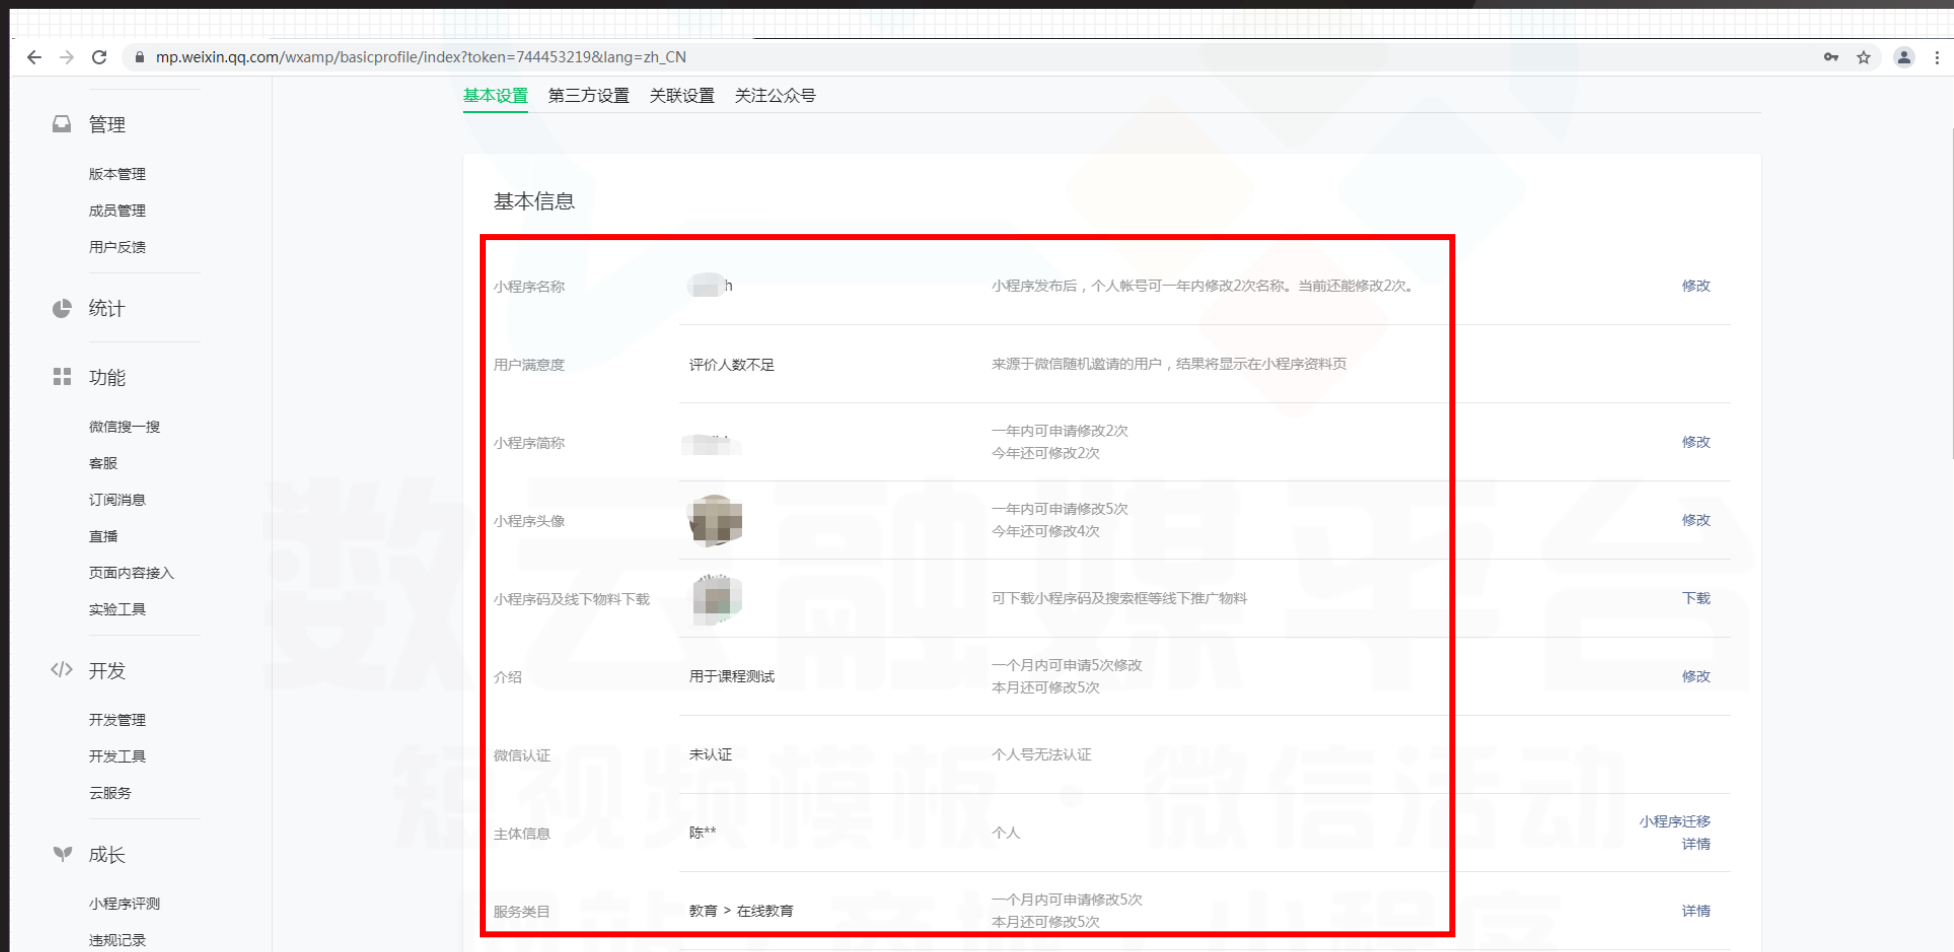 mp.weixin.qq.com/wxamp/basicprofile/index?token=744453219&lang=zh_CN
基本设置 第三方设置 关联设置 关注公众号
管理
版本管理
成员管理
用户反馈
统计
功能
微信搜一搜
客服
订阅消息
直播
页面内容接入
实验工具
开发
开发管理
开发工具
云服务
成长
小程序评测
违规记录
基本信息
小程序名称 h 小程序发布后，个人帐号可一年内修改2次名称。当前还能修改2次。 修改
用户满意度 评价人数不足 来源于微信随机邀请的用户，结果将显示在小程序资料页
小程序简称 一年内可申请修改2次
今年还可修改2次 修改
小程序头像 一年内可申请修改5次
今年还可修改4次 修改
小程序码及线下物料下载 可下载小程序码及搜索框等线下推广物料 下载
介绍 用于课程测试 一个月内可申请5次修改
本月还可修改5次 修改
微信认证 未认证 个人号无法认证
主体信息 陈** 个人 小程序迁移
详情
服务类目 教育 > 在线教育 一个月内可申请修改5次
本月还可修改5次 详情
数云融媒平台
短视频模板·微信活动